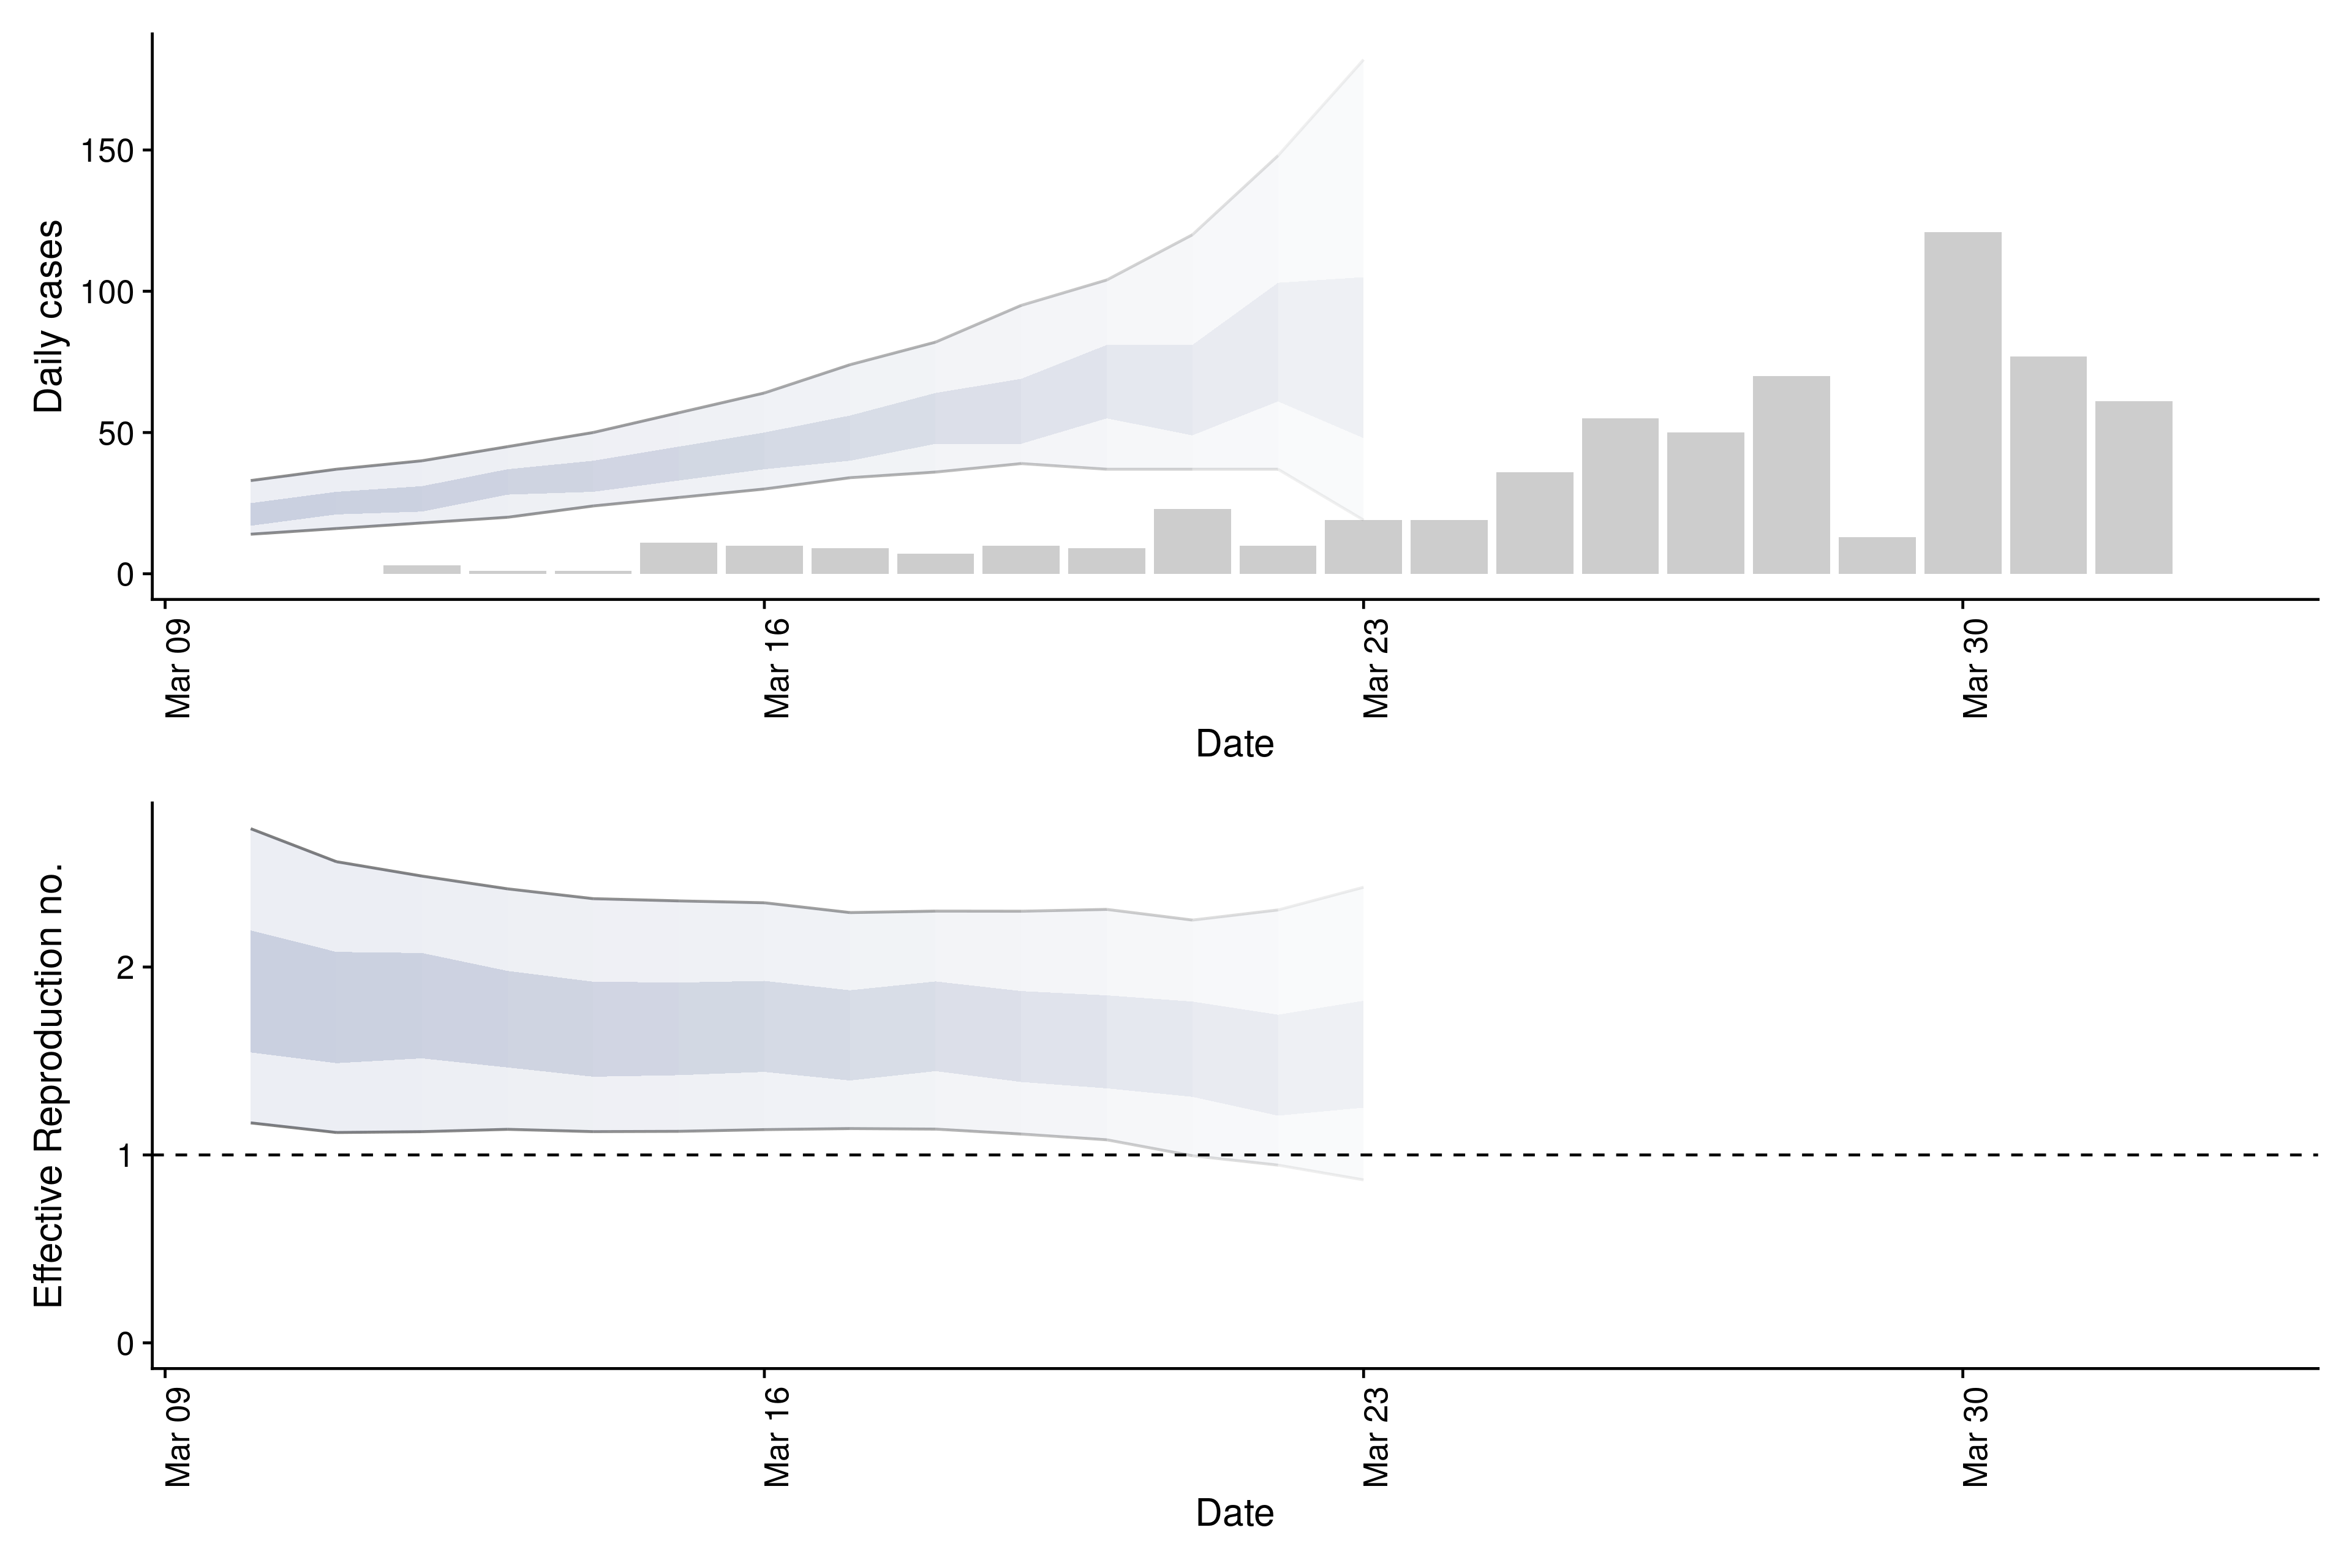 Daily cases
150
100
50
0
Mar 09
Mar 16
Mar 23
Mar 30
Date
Effective Reproduction no.
2
1
0
Mar 09
Mar 16
Mar 23
Mar 30
Date